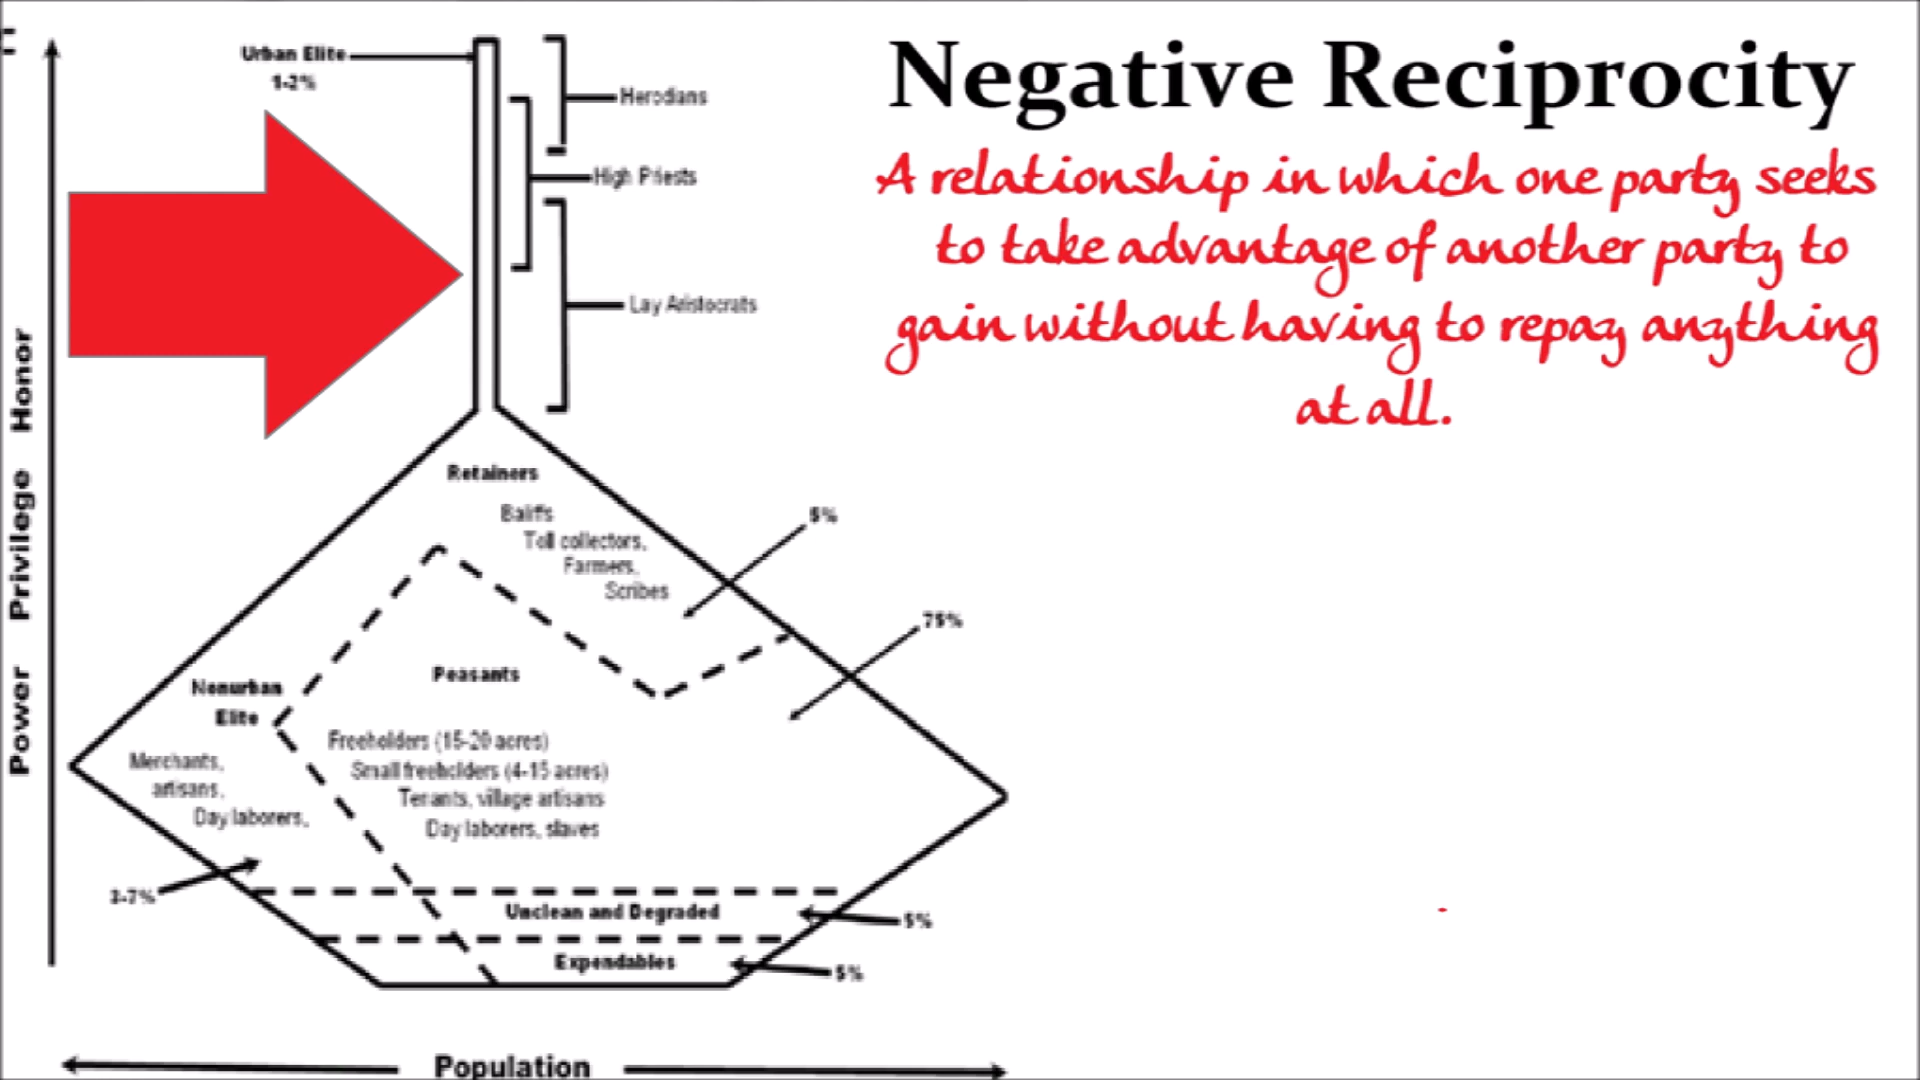 Negative Reciprocity
A relationship in which one party seeks
to take advantage of another party to
gain without having to repay anything
at all.
Urban Elite
1-2%
Herodians
High Priests
Lay Aristocrats
Retainers
Bailiffs
Toll collectors,
Farmers,
Scribes
5%
75%
Peasants
Nonurban
Elite
Freeholders (15-20 acres)
Small freeholders (4-15 acres)
Tenants, village artisans
Day laborers, slaves
Merchants,
artisans,
Day laborers,
3-7%
Unclean and Degraded
5%
Expendables
5%
Power Privilege Honor
Population